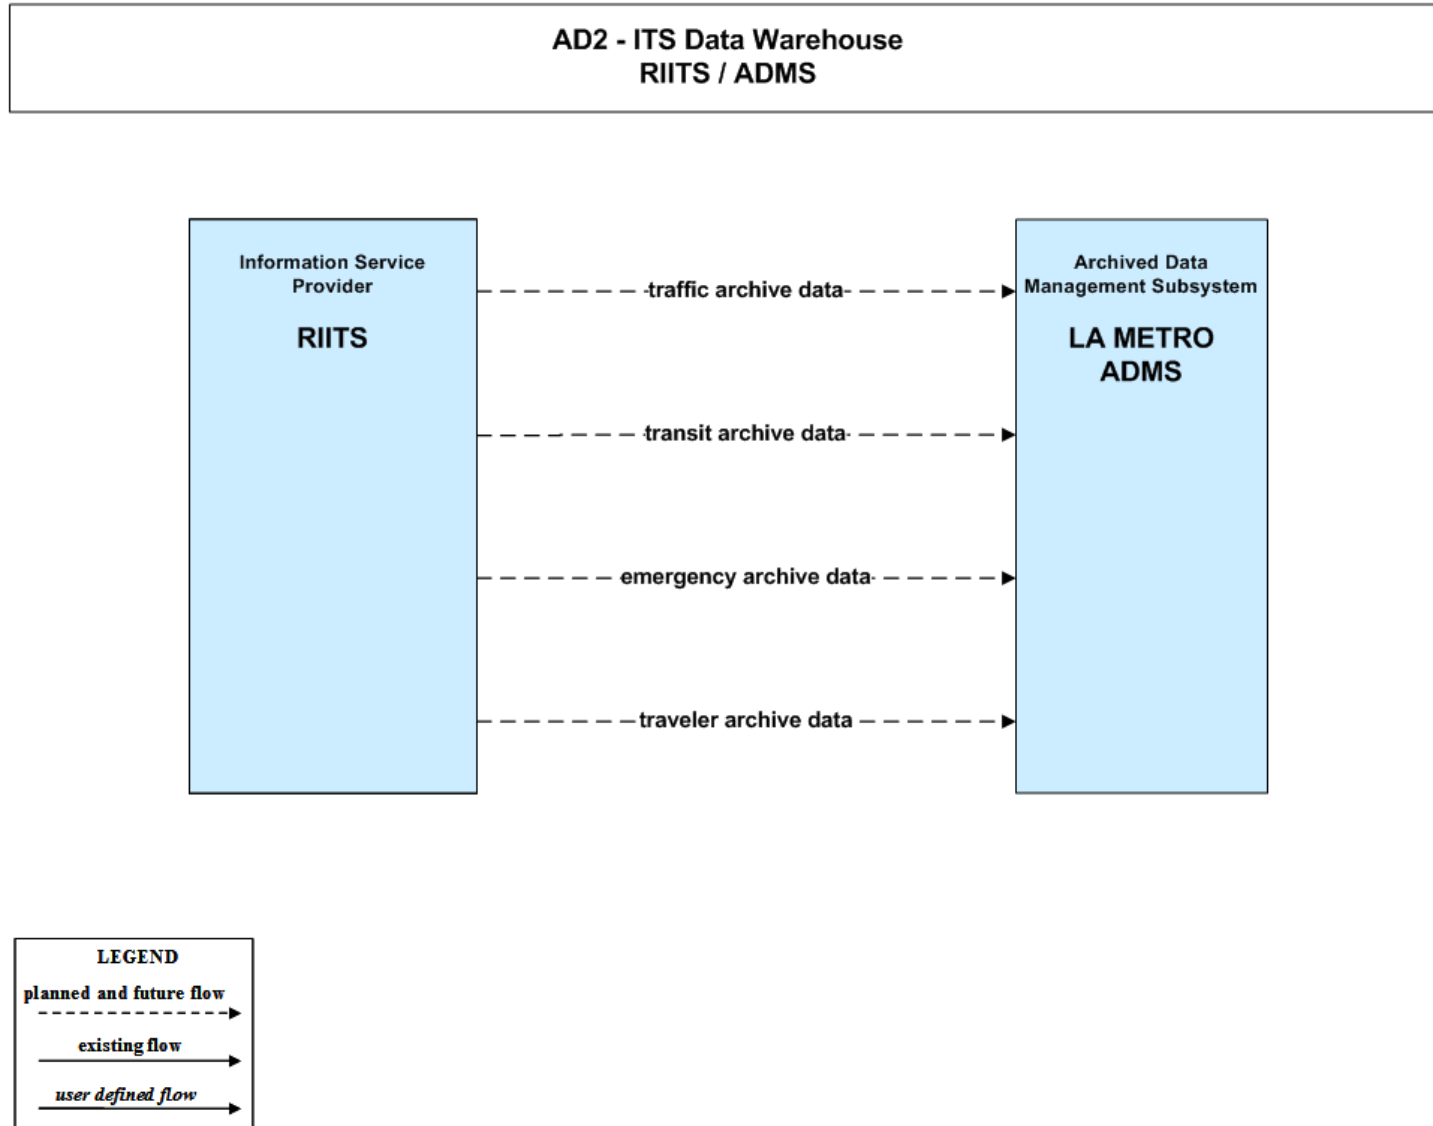 AD2 - ITS Data Warehouse
RIITS / ADMS
Information Service
Provider
RIITS
traffic archive data
transit archive data
emergency archive data
traveler archive data
Archived Data
Management Subsystem
LA METRO
ADMS
LEGEND
planned and future flow
existing flow
user defined flow